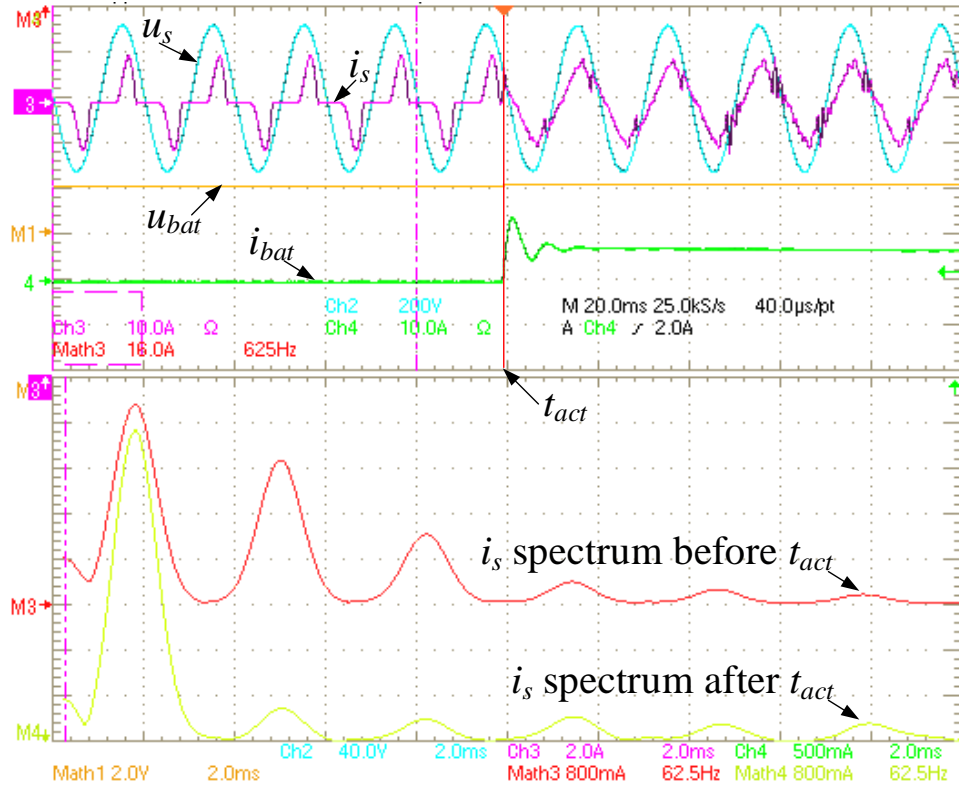 M3
u_s
i_s
3
u_bat
M1
i_bat
4
Ch2 200V
M 20.0ms 25.0kS/s 40.0µs/pt
Ch3 10.0A Ω
Ch4 10.0A Ω
A Ch4 / 2.0A
Math3 16.0A 625Hz
t_act
M3
i_s spectrum before t_act
M3
i_s spectrum after t_act
M4
Ch2 40.0V 2.0ms
Ch3 2.0A 2.0ms
Ch4 500mA 2.0ms
Math1 2.0V 2.0ms
Math3 800mA 62.5Hz
Math4 800mA 62.5Hz